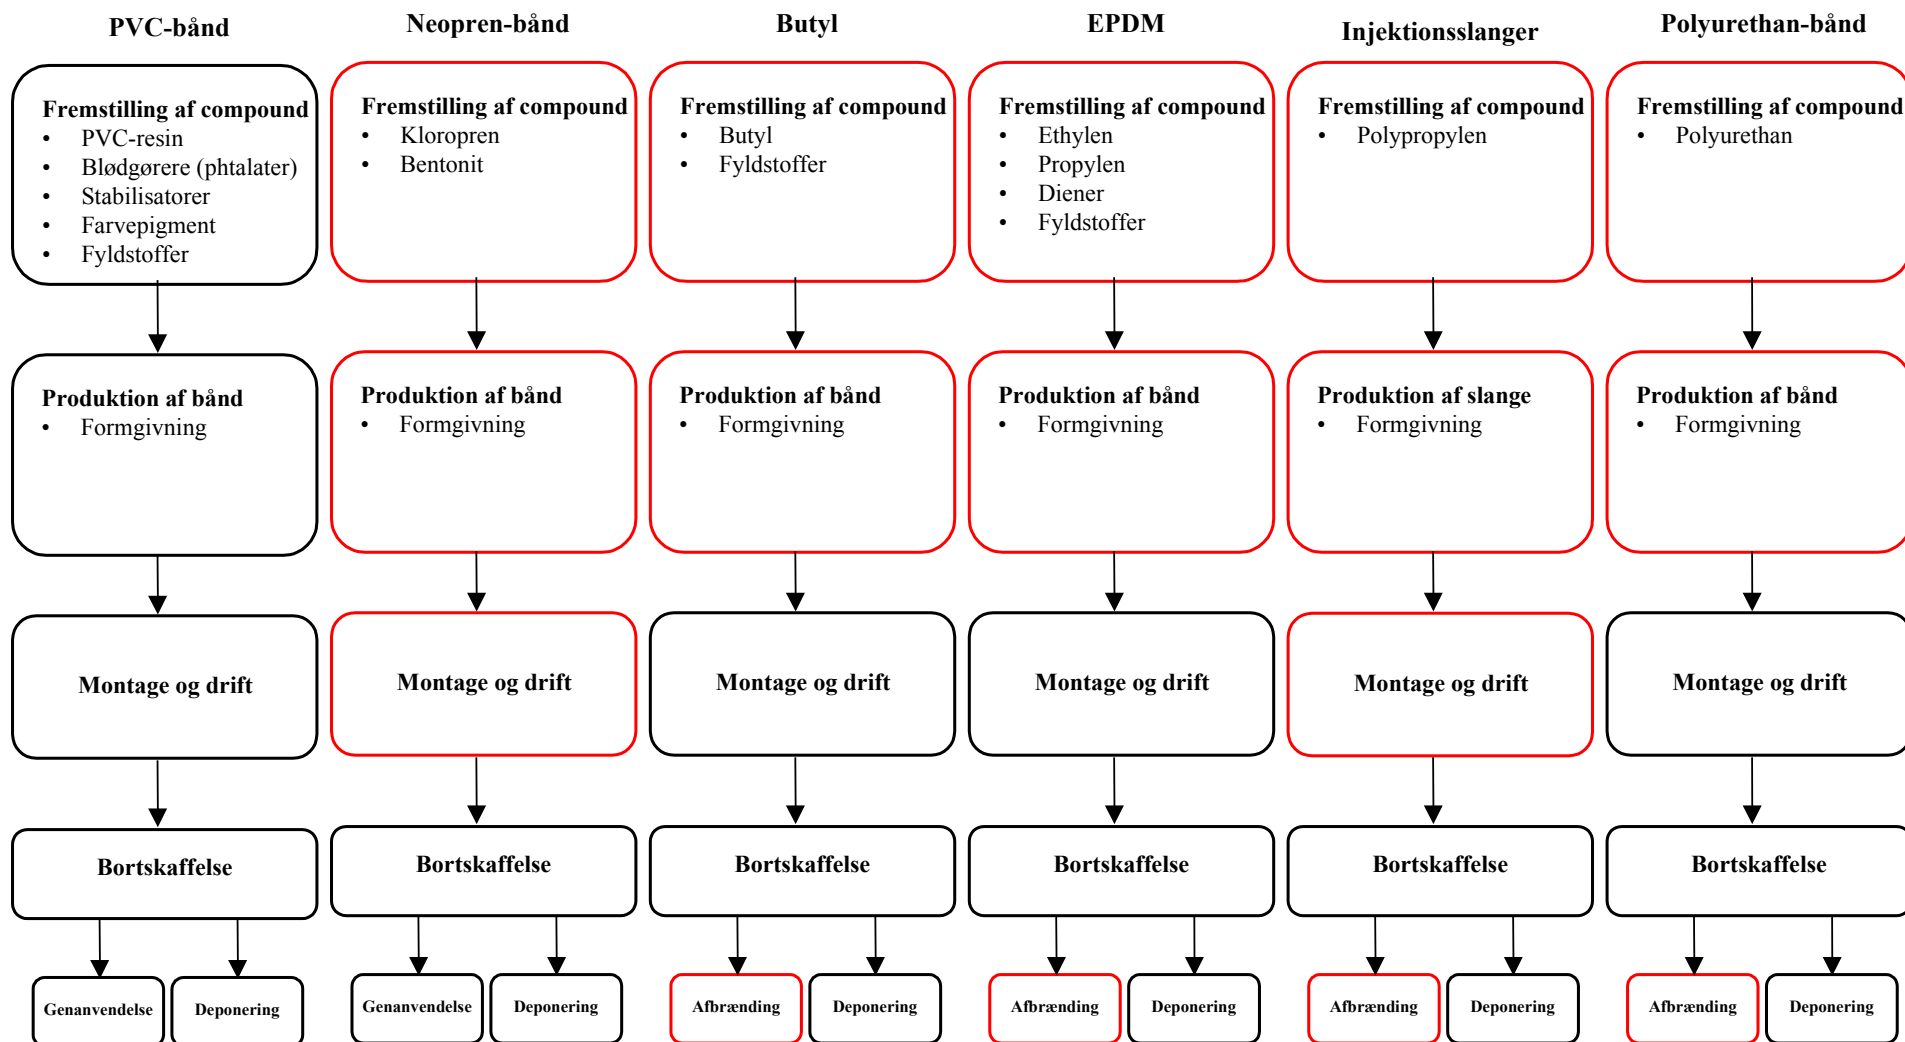 PVC-bånd
Neopren-bånd
Butyl
EPDM
Injektionsslanger
Polyurethan-bånd
Fremstilling af compound
• PVC-resin
• Blødgørere (phtalater)
• Stabilisatorer
• Farvepigment
• Fyldstoffer
Fremstilling af compound
• Kloropren
• Bentonit
Fremstilling af compound
• Butyl
• Fyldstoffer
Fremstilling af compound
• Ethylen
• Propylen
• Diener
• Fyldstoffer
Fremstilling af compound
• Polypropylen
Fremstilling af compound
• Polyurethan
Produktion af bånd
• Formgivning
Produktion af bånd
• Formgivning
Produktion af bånd
• Formgivning
Produktion af bånd
• Formgivning
Produktion af slange
• Formgivning
Produktion af bånd
• Formgivning
Montage og drift
Montage og drift
Montage og drift
Montage og drift
Montage og drift
Montage og drift
Bortskaffelse
Bortskaffelse
Bortskaffelse
Bortskaffelse
Bortskaffelse
Bortskaffelse
Genanvendelse
Deponering
Genanvendelse
Deponering
Afbrænding
Deponering
Afbrænding
Deponering
Afbrænding
Deponering
Afbrænding
Deponering